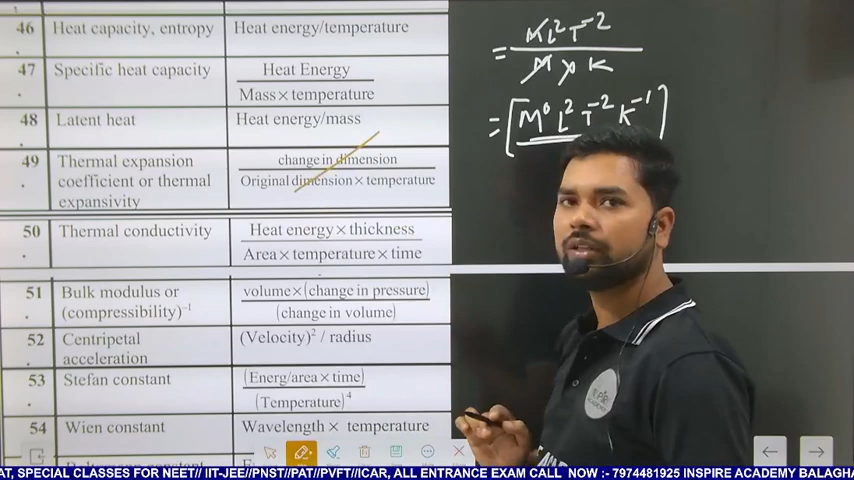 46 Heat capacity, entropy Heat energy/temperature
.
47 Specific heat capacity Heat Energy
. Mass× temperature
48 Latent heat Heat energy/mass
.
49 Thermal expansion change in dimension
. coefficient or thermal Original dimension × temperature
expansivity
50 Thermal conductivity Heat energy × thickness
. Area× temperature × time
51 Bulk modulus or volume×(change in pressure)
. (compressibility)⁻¹ (change in volume)
52 Centripetal (Velocity)² / radius
. acceleration
53 Stefan constant (Energ/area × time)
. (Temperature)⁴
54 Wien constant Wavelength × temperature
= ML²T⁻²
M × K
= [M⁰ L² T⁻² K⁻¹]
AT, SPECIAL CLASSES FOR NEET// IIT-JEE//PNST//PAT//PVFT//ICAR, ALL ENTRANCE EXAM CALL NOW :- 7974481925 INSPIRE ACADEMY BALAGHA